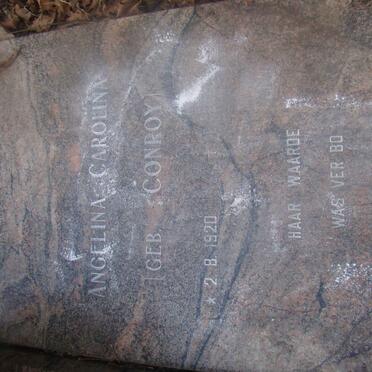 ANGELINA CAROLINA
(GEB. CONROY)
* 2.8.1920
HAAR WAARDE
WAS VER BO